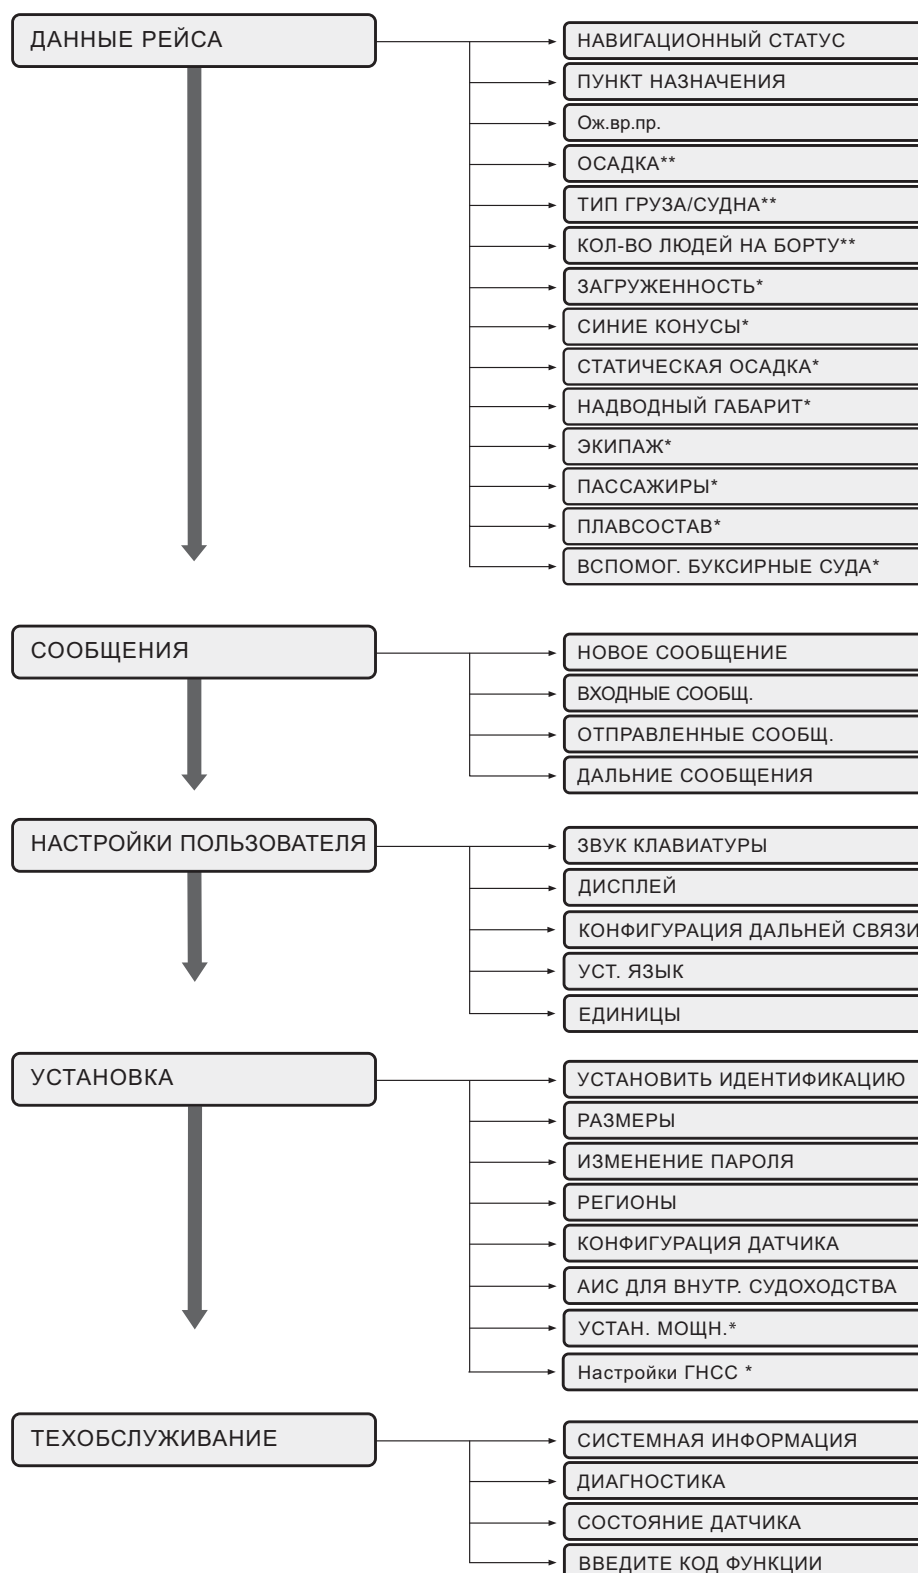 ДАННЫЕ РЕЙСА
НАВИГАЦИОННЫЙ СТАТУС
ПУНКТ НАЗНАЧЕНИЯ
Ож.вр.пр.
ОСАДКА**
ТИП ГРУЗА/СУДНА**
КОЛ-ВО ЛЮДЕЙ НА БОРТУ**
ЗАГРУЖЕННОСТЬ*
СИНИЕ КОНУСЫ*
СТАТИЧЕСКАЯ ОСАДКА*
НАДВОДНЫЙ ГАБАРИТ*
ЭКИПАЖ*
ПАССАЖИРЫ*
ПЛАВСОСТАВ*
ВСПОМОГ. БУКСИРНЫЕ СУДА*
СООБЩЕНИЯ
НОВОЕ СООБЩЕНИЕ
ВХОДНЫЕ СООБЩ.
ОТПРАВЛЕННЫЕ СООБЩ.
ДАЛЬНИЕ СООБЩЕНИЯ
НАСТРОЙКИ ПОЛЬЗОВАТЕЛЯ
ЗВУК КЛАВИАТУРЫ
ДИСПЛЕЙ
КОНФИГУРАЦИЯ ДАЛЬНЕЙ СВЯЗИ
УСТ. ЯЗЫК
ЕДИНИЦЫ
УСТАНОВКА
УСТАНОВИТЬ ИДЕНТИФИКАЦИЮ
РАЗМЕРЫ
ИЗМЕНЕНИЕ ПАРОЛЯ
РЕГИОНЫ
КОНФИГУРАЦИЯ ДАТЧИКА
АИС ДЛЯ ВНУТР. СУДОХОДСТВА
УСТАН. МОЩН.*
Настройки ГНСС *
ТЕХОБСЛУЖИВАНИЕ
СИСТЕМНАЯ ИНФОРМАЦИЯ
ДИАГНОСТИКА
СОСТОЯНИЕ ДАТЧИКА
ВВЕДИТЕ КОД ФУНКЦИИ